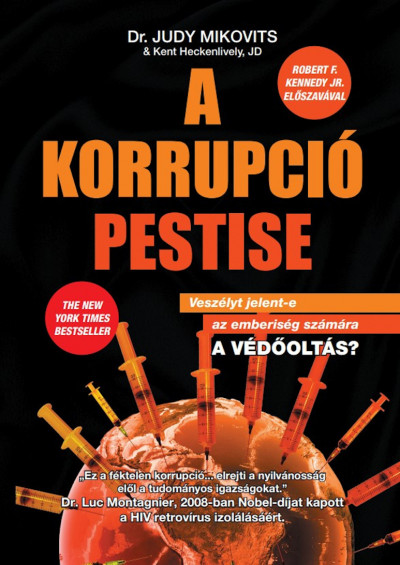 Dr. JUDY MIKOVITS
& Kent Heckenlively, JD
ROBERT F.
KENNEDY JR.
ELŐSZAVÁVAL
A
KORRUPCIÓ
PESTISE
THE NEW
YORK TIMES
BESTSELLER
Veszélyt jelent-e
az emberiség számára
A VÉDŐOLTÁS?
„Ez a féktelen korrupció... elrejti a nyilvánosság
elől a tudományos igazságokat.”
Dr. Luc Montagnier, 2008-ban Nobel-díjat kapott
a HIV retrovírus izolálásáért.